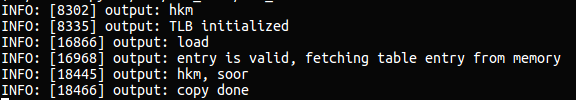 INFO: [8302] output: hkm
INFO: [8335] output: TLB initialized
INFO: [16866] output: load
INFO: [16968] output: entry is valid, fetching table entry from memory
INFO: [18445] output: hkm, soor
INFO: [18466] output: copy done